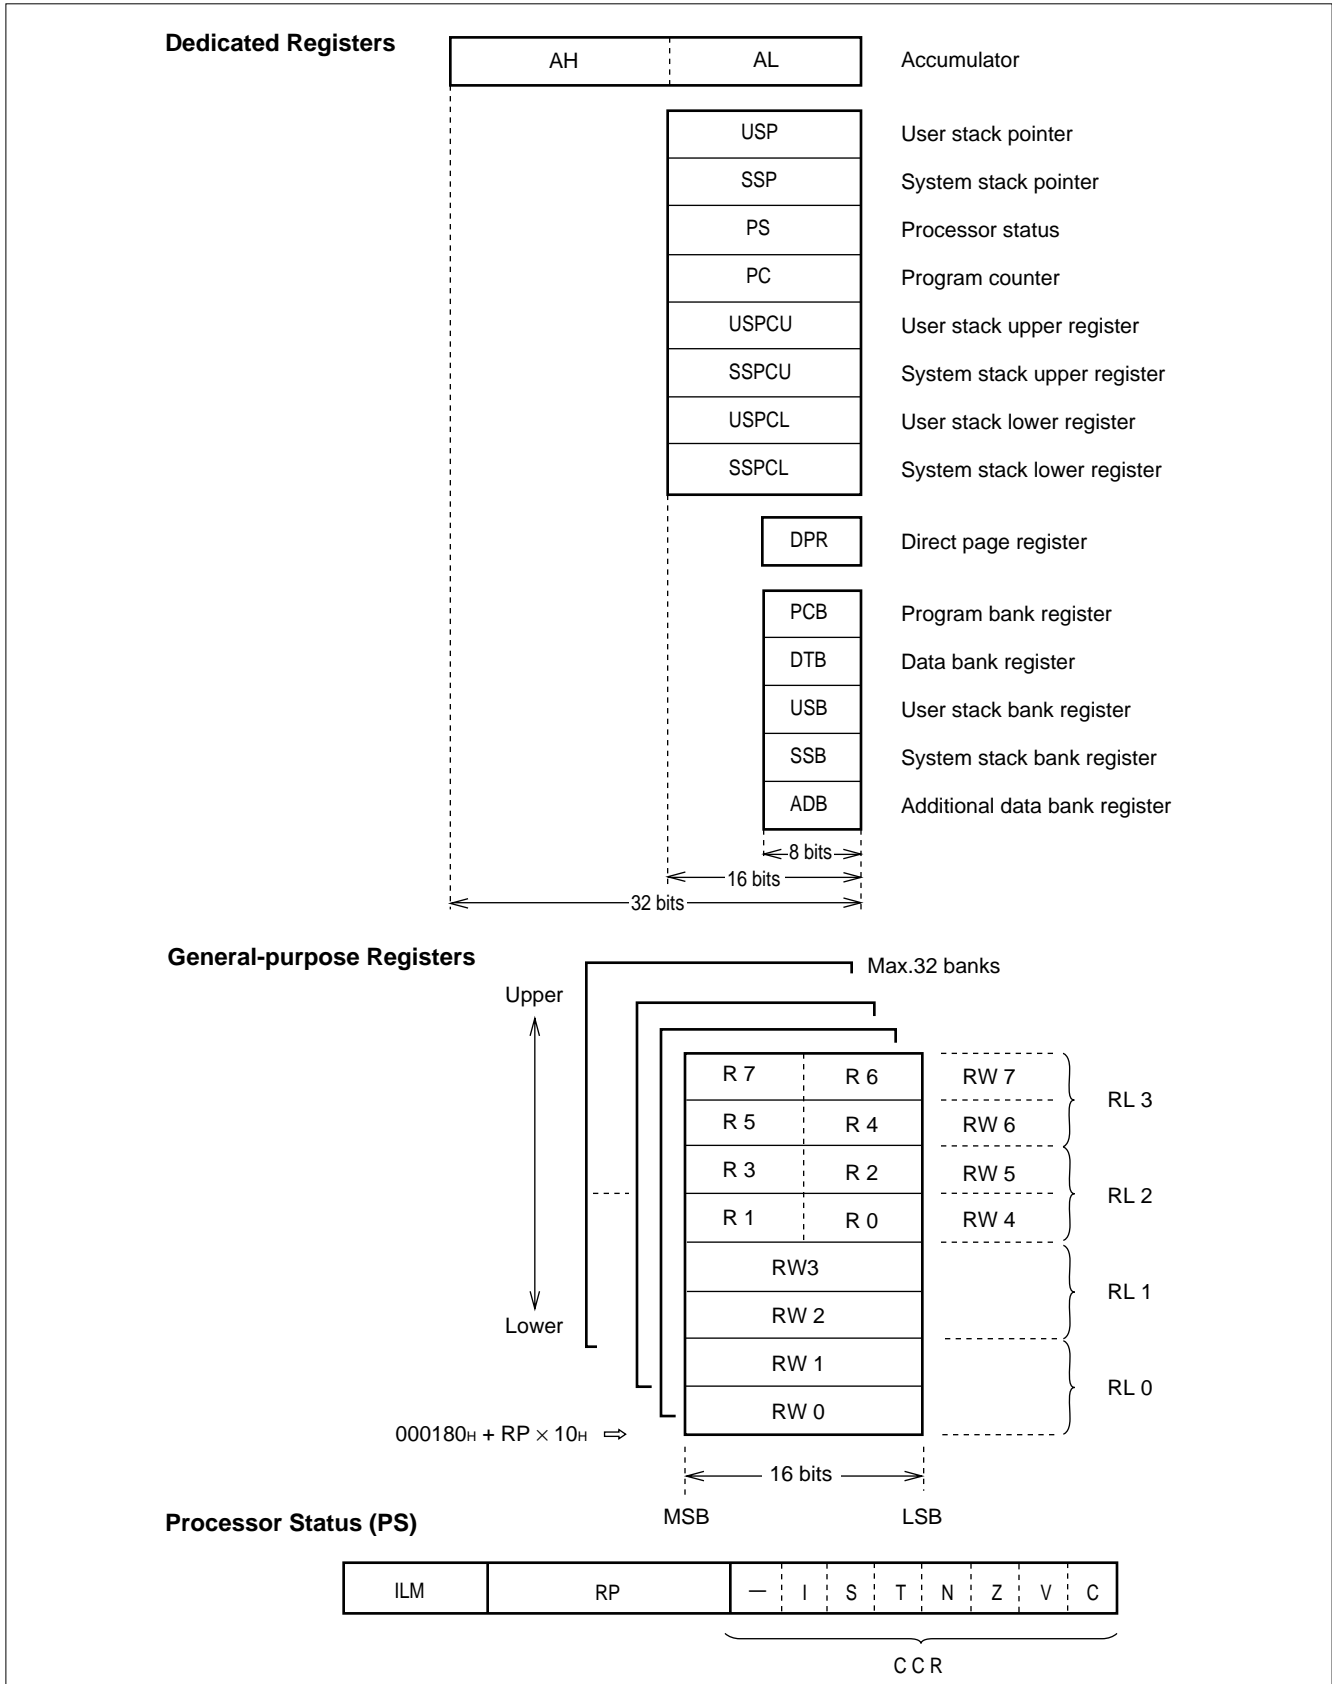 Dedicated Registers
AH AL Accumulator
USP User stack pointer
SSP System stack pointer
PS Processor status
PC Program counter
USPCU User stack upper register
SSPCU System stack upper register
USPCL User stack lower register
SSPCL System stack lower register
DPR Direct page register
PCB Program bank register
DTB Data bank register
USB User stack bank register
SSB System stack bank register
ADB Additional data bank register
8 bits
16 bits
32 bits
General-purpose Registers
Max.32 banks
Upper
R 7 R 6 RW 7
RL 3
R 5 R 4 RW 6
R 3 R 2 RW 5
RL 2
R 1 R 0 RW 4
RW3
RL 1
RW 2
Lower
RW 1
RL 0
RW 0
000180H + RP × 10H ⇨
16 bits
MSB LSB
Processor Status (PS)
ILM RP — I S T N Z V C
C C R